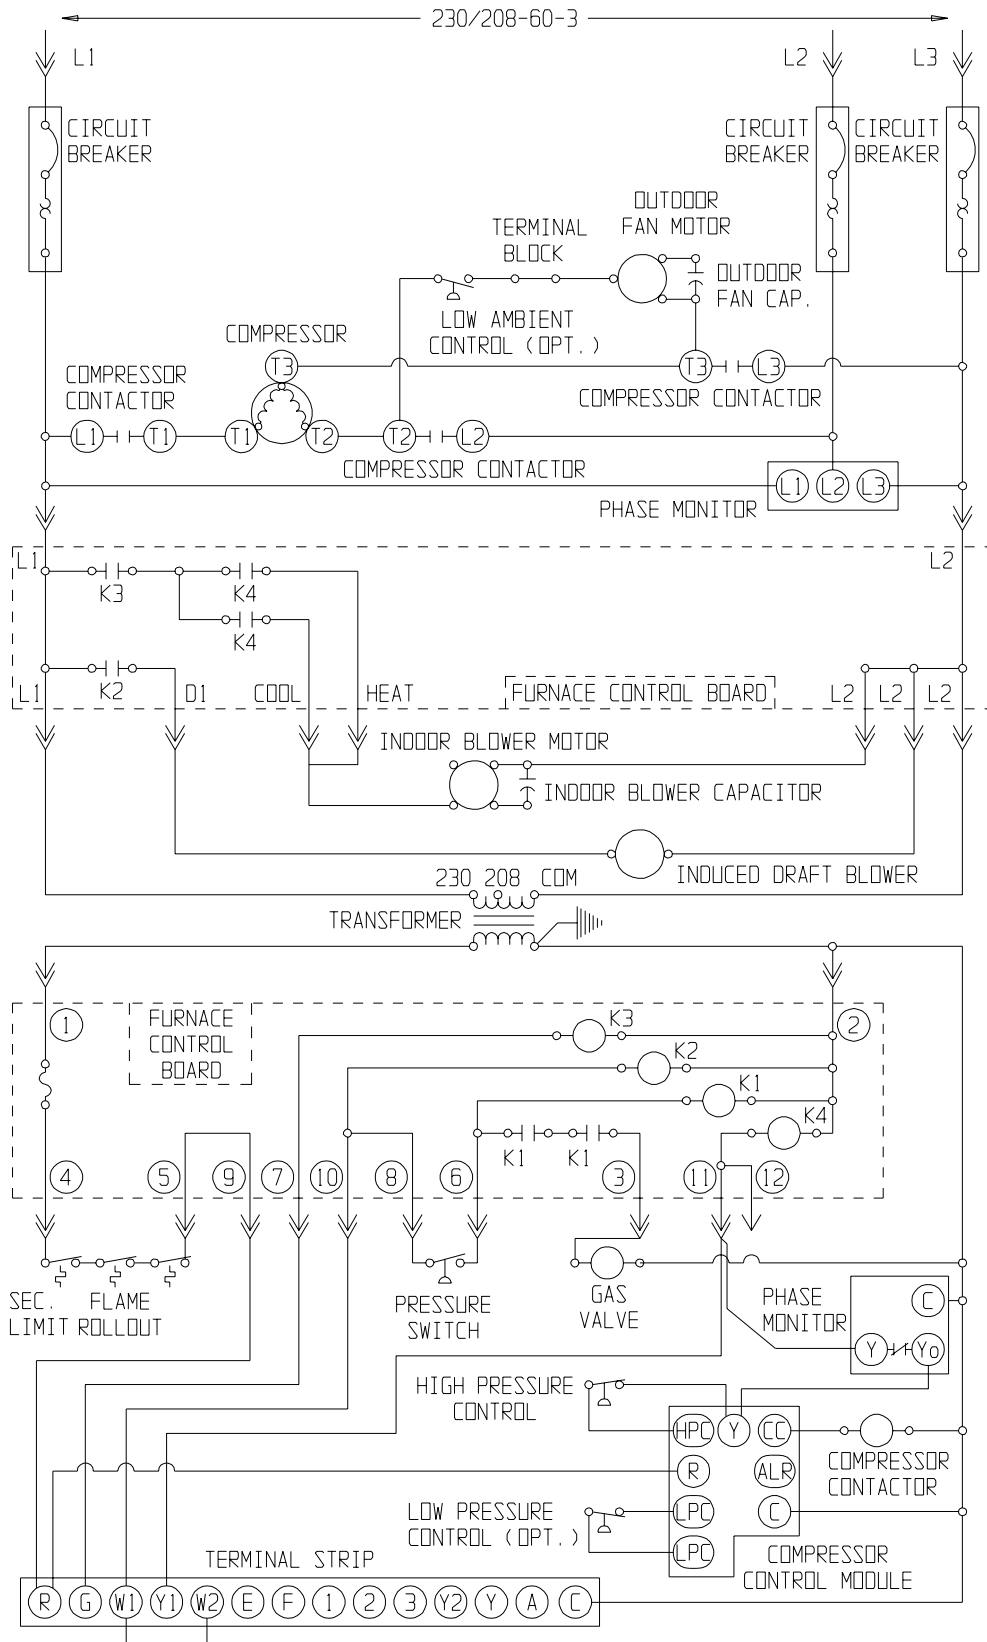 230/208-60-3
L1
L2
L3
CIRCUIT
BREAKER
CIRCUIT
BREAKER
CIRCUIT
BREAKER
OUTDOOR
FAN MOTOR
TERMINAL
BLOCK
OUTDOOR
FAN CAP.
LOW AMBIENT
CONTROL (OPT.)
COMPRESSOR
T3
T3
L3
COMPRESSOR
CONTACTOR
COMPRESSOR CONTACTOR
L1
T1
T1
T2
T2
L2
COMPRESSOR CONTACTOR
L1
L2
L3
PHASE MONITOR
L1
L2
K3
K4
K4
L1
K2
D1
COOL
HEAT
FURNACE CONTROL BOARD
L2
L2
L2
INDOOR BLOWER MOTOR
INDOOR BLOWER CAPACITOR
INDUCED DRAFT BLOWER
230 208 COM
TRANSFORMER
1
FURNACE
CONTROL
BOARD
K3
2
K2
K1
K4
K1
K1
4
5
9
7
10
8
6
3
11
12
SEC.
LIMIT
FLAME
ROLLOUT
PRESSURE
SWITCH
GAS
VALVE
PHASE
MONITOR
C
Y
Yo
HIGH PRESSURE
CONTROL
HPC
Y
CC
COMPRESSOR
CONTACTOR
R
ALR
LOW PRESSURE
CONTROL (OPT.)
LPC
C
LPC
COMPRESSOR
CONTROL MODULE
TERMINAL STRIP
R
G
W1
Y1
W2
E
F
1
2
3
Y2
Y
A
C